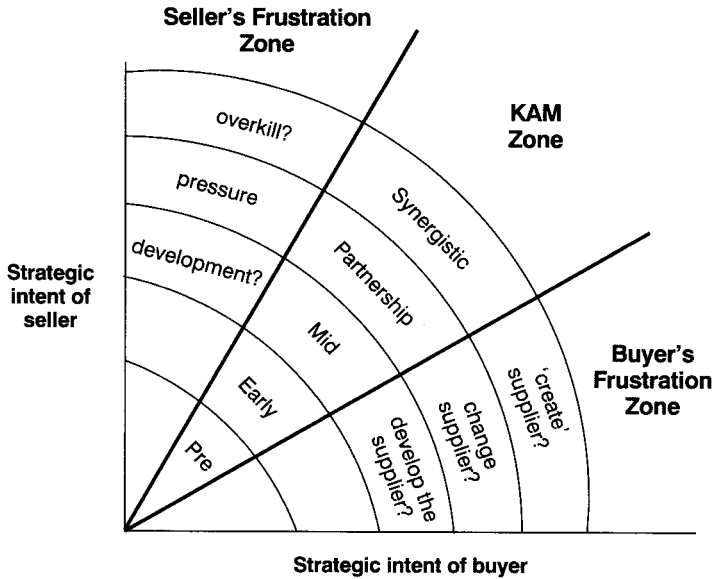 Seller's Frustration
Zone
KAM
Zone
overkill?
pressure
development?
Synergistic
Partnership
Mid
Early
Pre
Strategic
intent of
seller
Buyer's
Frustration
Zone
'create'
supplier?
change
supplier?
develop the
supplier?
Strategic intent of buyer